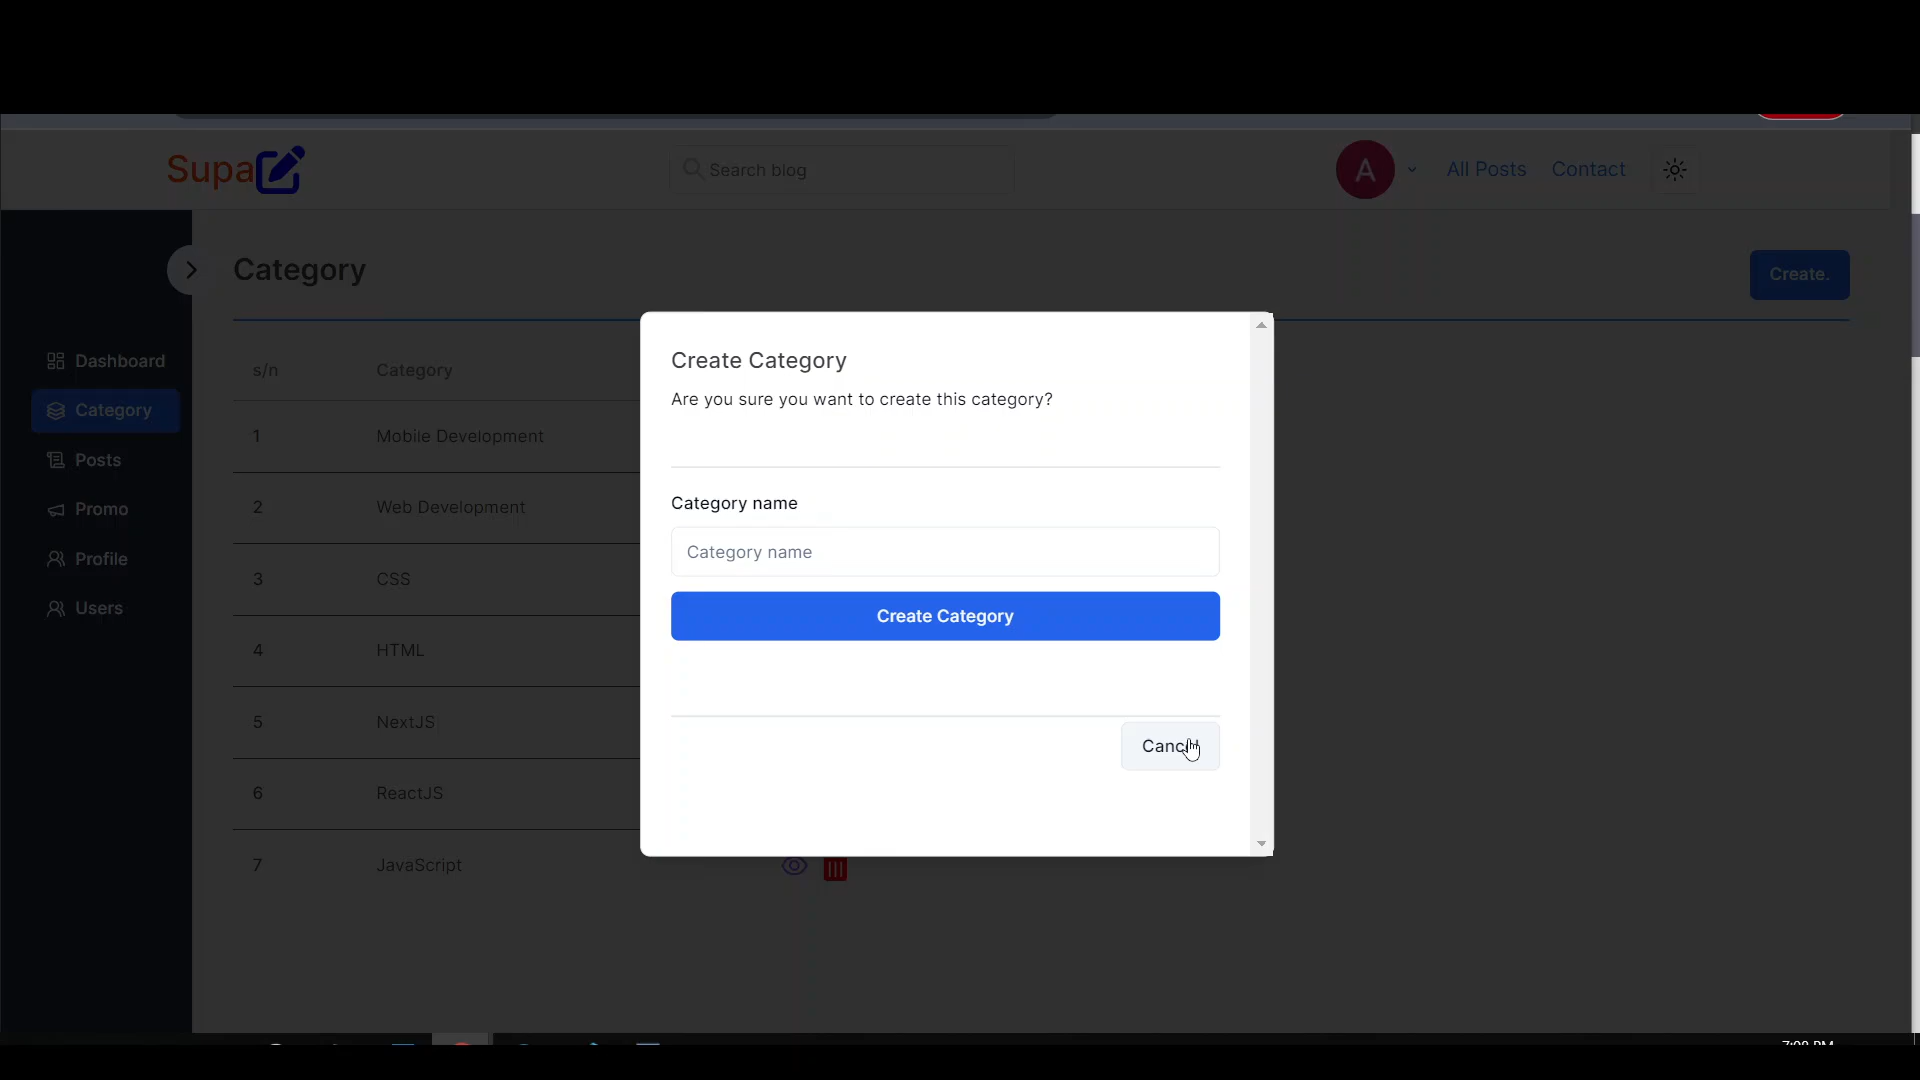 Supa
Search blog
A
All Posts
Contact
Category
Create.
Dashboard
Category
Posts
Promo
Profile
Users
s/n
Category
1
Mobile Development
2
Web Development
3
CSS
4
HTML
5
NextJS
6
ReactJS
7
JavaScript
Create Category
Are you sure you want to create this category?
Category name
Category name
Create Category
Cancel